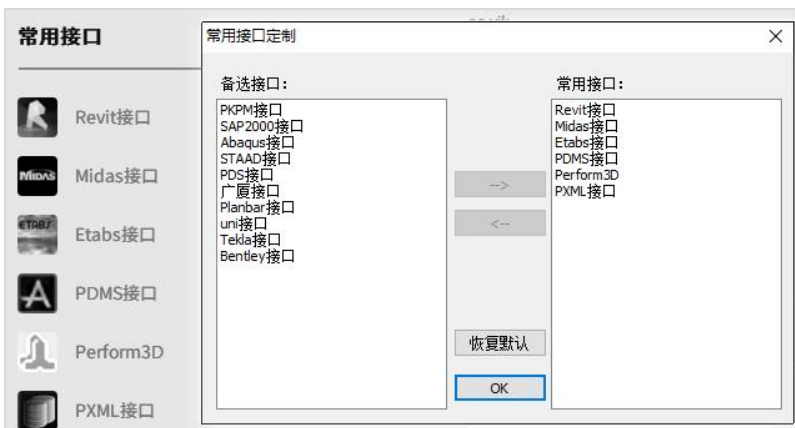 常用接口
Revit接口
Midas接口
Etabs接口
PDMS接口
Perform3D
PXML接口
常用接口定制
备选接口：
PKPM接口
SAP2000接口
Abaqus接口
STAAD接口
PDS接口
广厦接口
Planbar接口
uni接口
Tekla接口
Bentley接口
-->
<--
恢复默认
OK
常用接口：
Revit接口
Midas接口
Etabs接口
PDMS接口
Perform3D
PXML接口